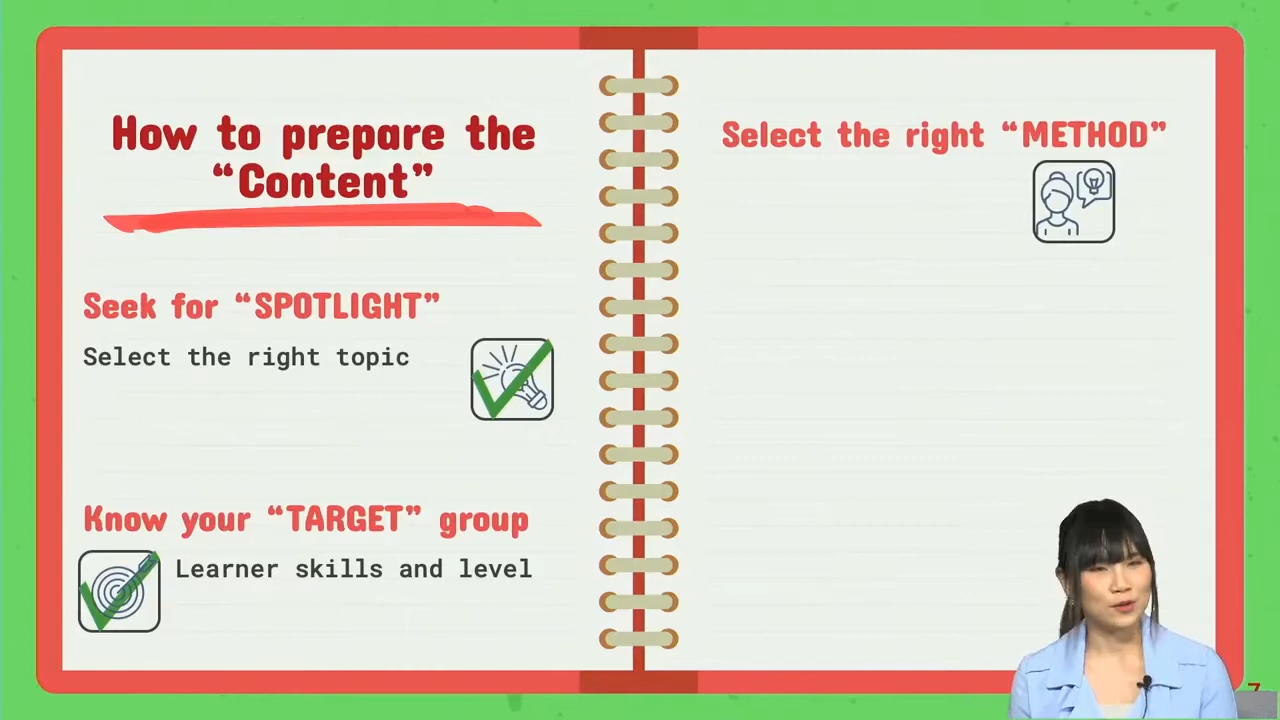 How to prepare the
“Content”
Seek for “SPOTLIGHT”
Select the right topic
Know your “TARGET” group
Learner skills and level
Select the right “METHOD”
7